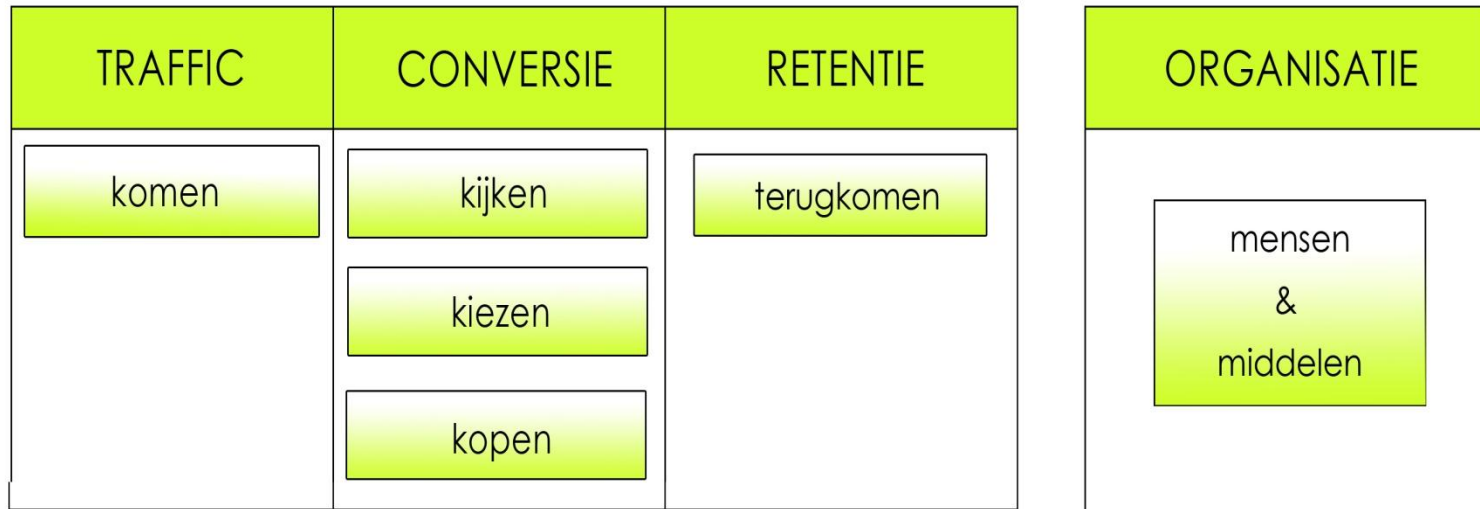 TRAFFIC
CONVERSIE
RETENTIE
ORGANISATIE
komen
kijken
kiezen
kopen
terugkomen
mensen
&
middelen